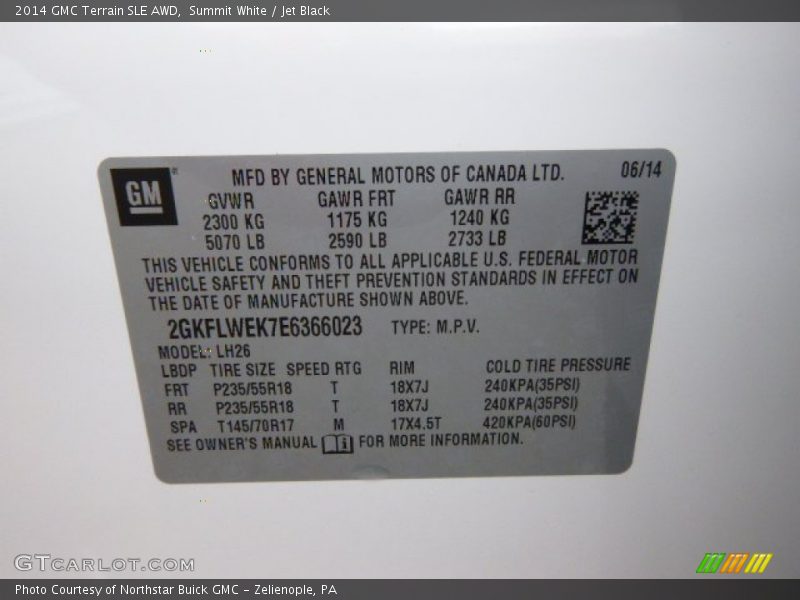 2014 GMC Terrain SLE AWD,  Summit White / Jet Black
GM ® MFD BY GENERAL MOTORS OF CANADA LTD. 06/14
GVWR GAWR FRT GAWR RR
2300 KG 1175 KG 1240 KG
5070 LB 2590 LB 2733 LB
THIS VEHICLE CONFORMS TO ALL APPLICABLE U.S. FEDERAL MOTOR
VEHICLE SAFETY AND THEFT PREVENTION STANDARDS IN EFFECT ON
THE DATE OF MANUFACTURE SHOWN ABOVE.
2GKFLWEK7E6366023 TYPE: M.P.V.
MODEL: LH26
LBDP TIRE SIZE SPEED RTG RIM COLD TIRE PRESSURE
FRT P235/55R18 T 18X7J 240KPA(35PSI)
RR P235/55R18 T 18X7J 240KPA(35PSI)
SPA T145/70R17 M 17X4.5T 420KPA(60PSI)
SEE OWNER'S MANUAL i FOR MORE INFORMATION.
GTCARLOT.COM
Photo Courtesy of Northstar Buick GMC - Zelienople, PA